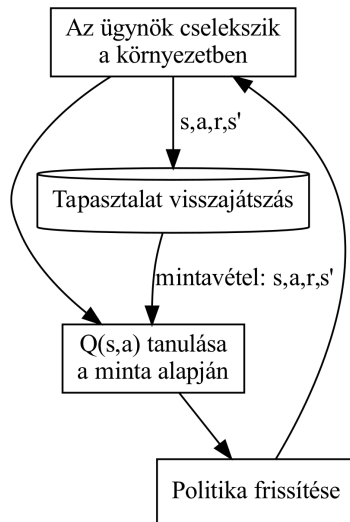 Az ügynök cselekszik
a környezetben
s,a,r,s'
Tapasztalat visszajátszás
mintavétel: s,a,r,s'
Q(s,a) tanulása
a minta alapján
Politika frissítése